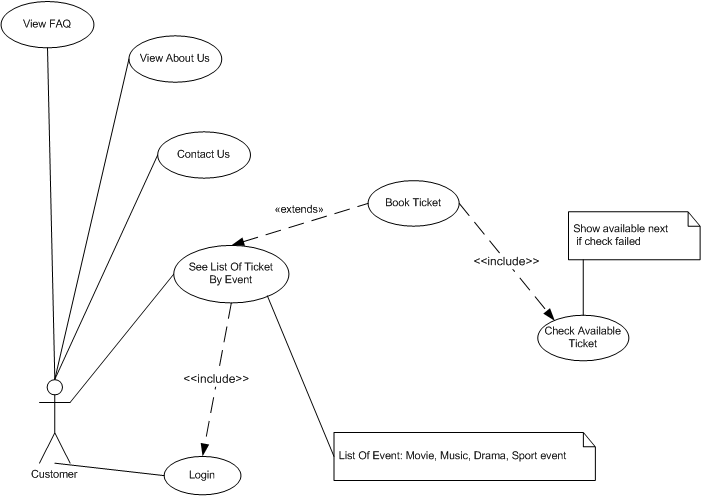 View FAQ
View About Us
Contact Us
«extends»
Book Ticket
Show available next
if check failed
<<include>>
See List Of Ticket
By Event
Check Available
Ticket
<<include>>
List Of Event: Movie, Music, Drama, Sport event
Customer
Login